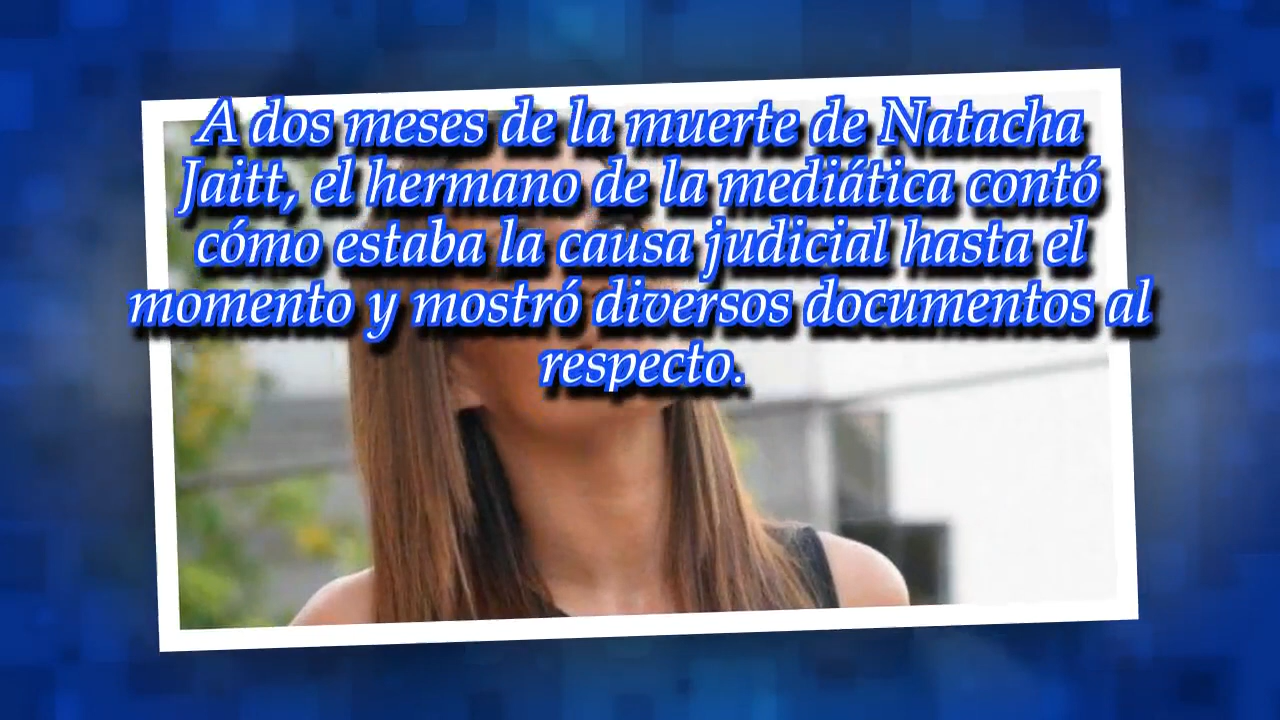 A dos meses de la muerte de Natacha
Jaitt, el hermano de la mediática contó
cómo estaba la causa judicial hasta el
momento y mostró diversos documentos al
respecto.